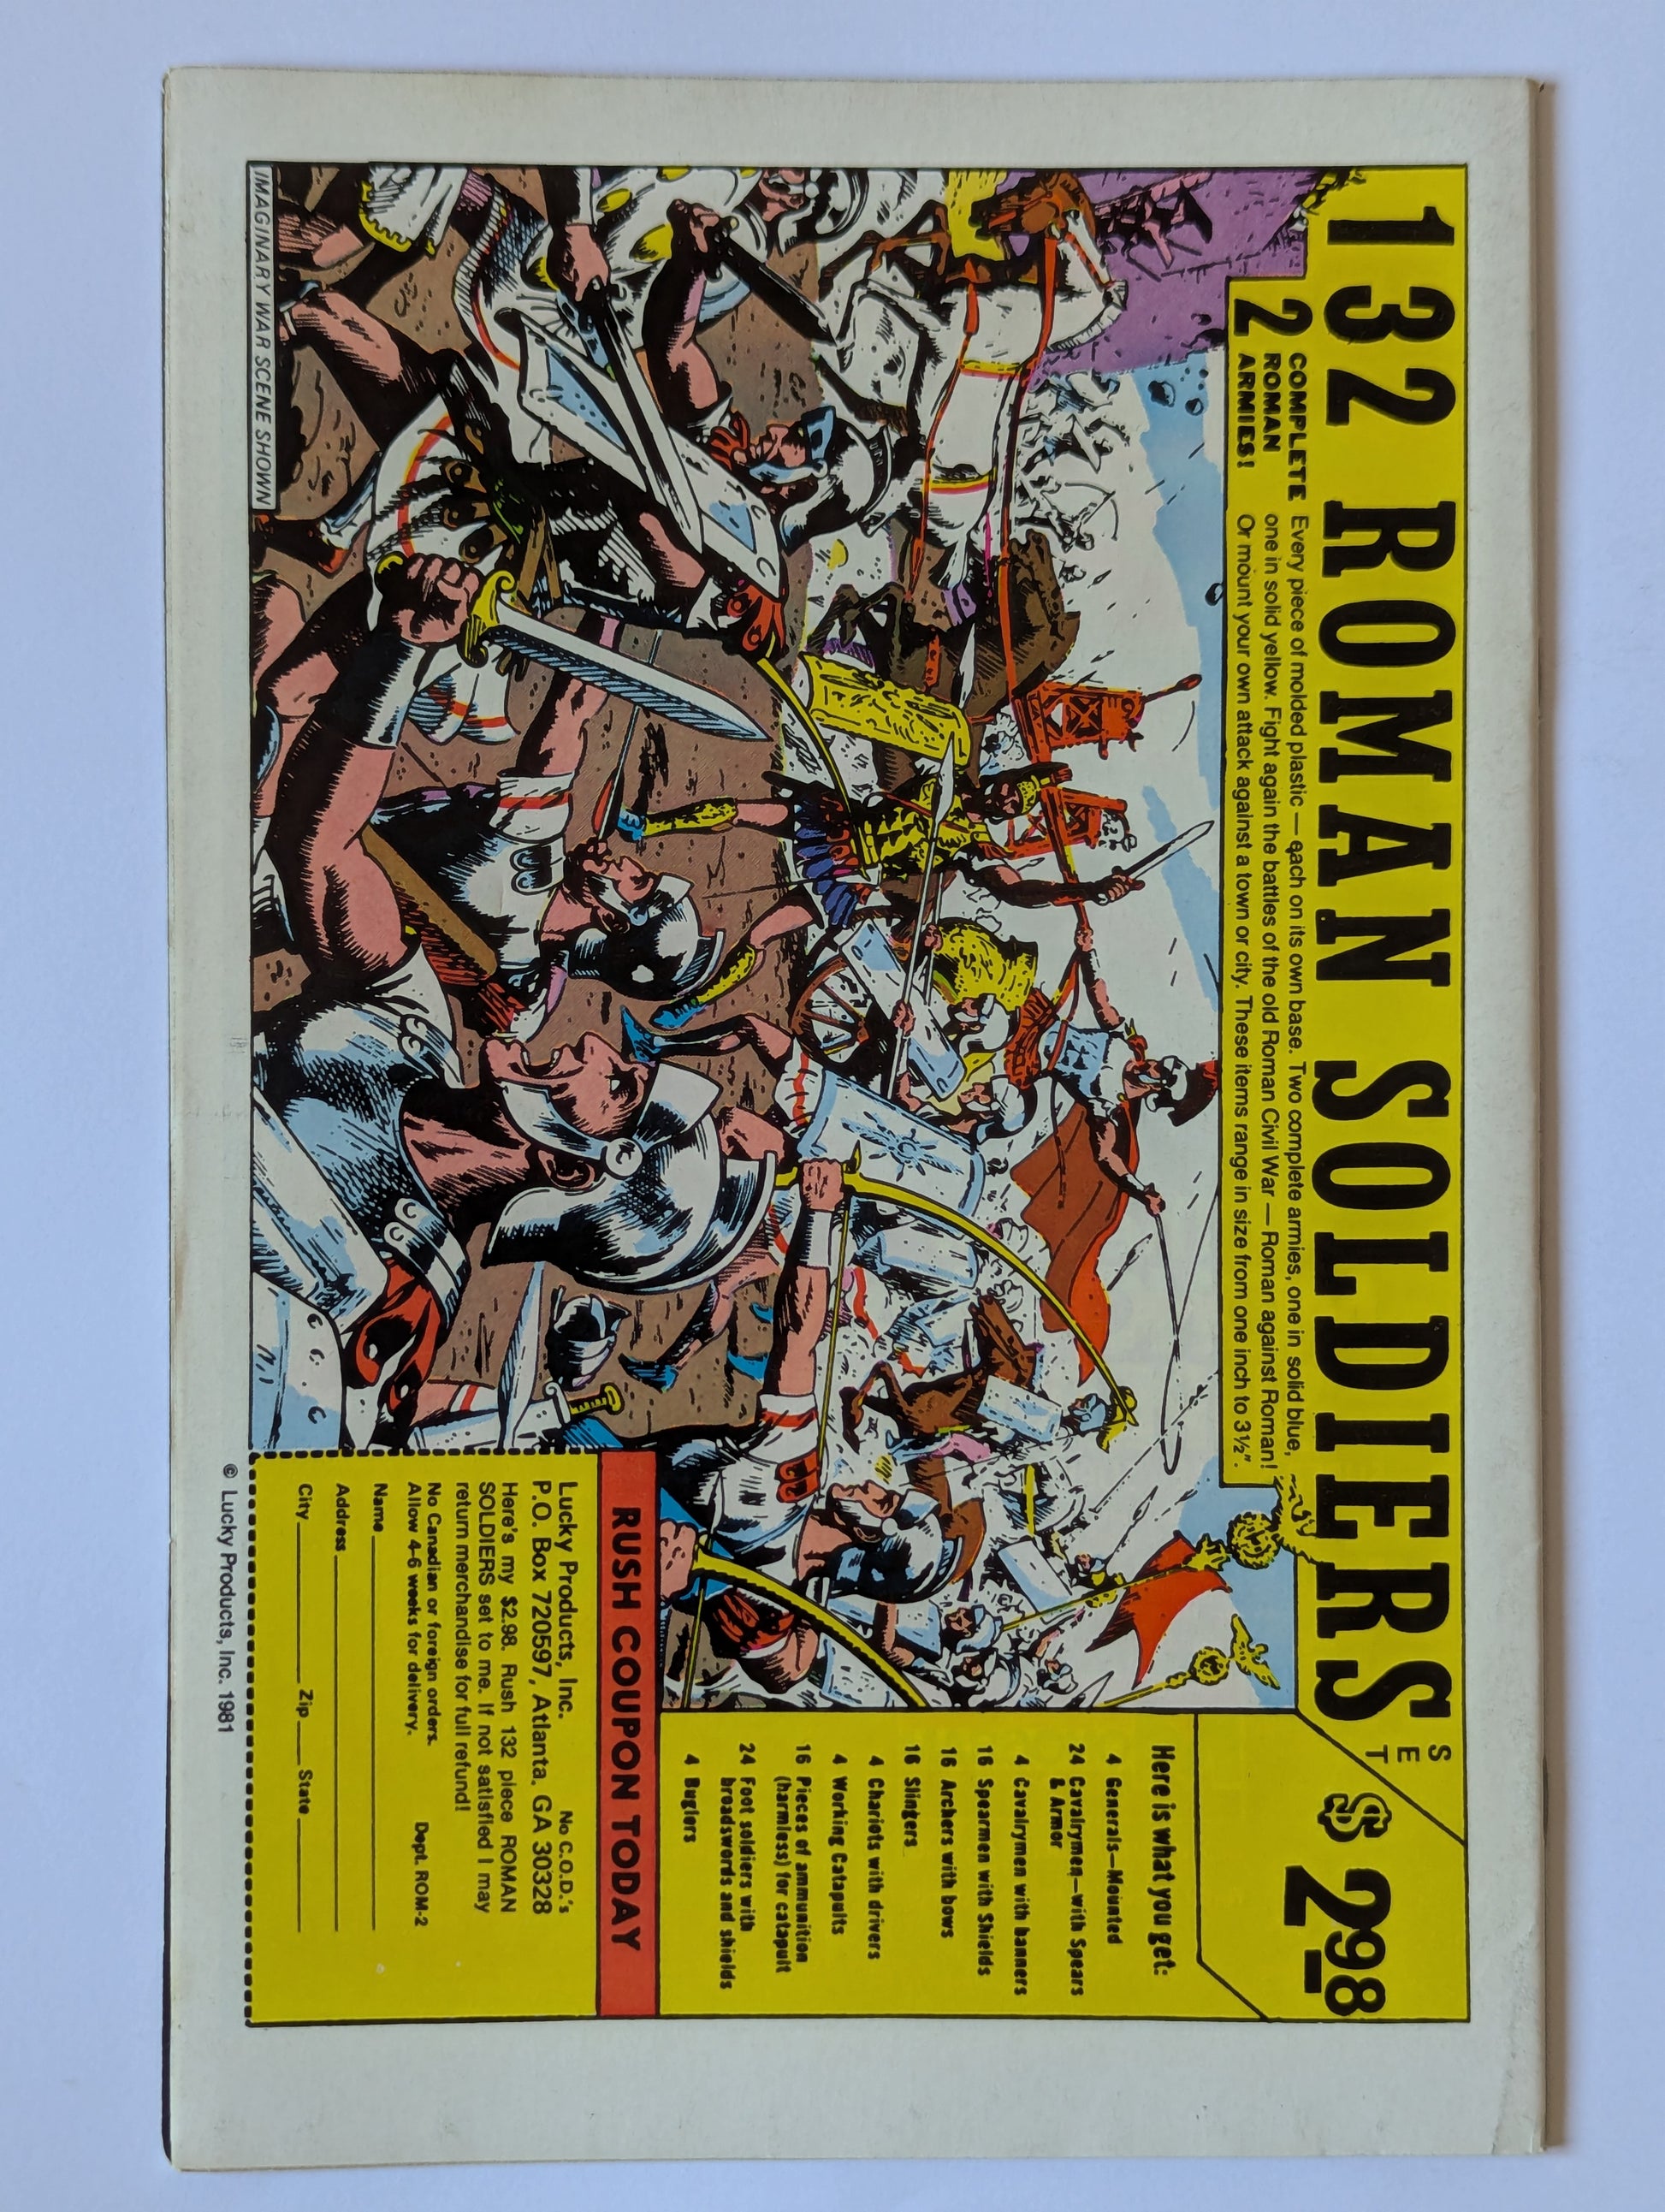 132 ROMAN SOLDIERS SET $2.98
2 COMPLETE
ROMAN
ARMIES!
Every piece of molded plastic — each on its own base. Two complete armies, one in solid blue,
one in solid yellow. Fight again the battles of the old Roman Civil War — Roman against Roman!
Or mount your own attack against a town or city. These items range in size from one inch to 3½".
Here is what you get:
4 Generals—Mounted
24 Cavalrymen—with Spears
& Armor
4 Cavalrymen with banners
16 Spearmen with Shields
16 Archers with bows
16 Slingers
4 Chariots with drivers
4 Working Catapults
16 Pieces of ammunition
(harmless) for catapult
24 Foot soldiers with
broadswords and shields
4 Buglers
RUSH COUPON TODAY
Lucky Products, Inc. No C.O.D.'s
P.O. Box 720597, Atlanta. GA 30328
Here's my $2.98. Rush 132 piece ROMAN
SOLDIERS set to me. If not satisfied I may
return merchandise for full refund!
No Canadian or foreign orders.
Allow 4-6 weeks for delivery. Dept. ROM-2
Name
Address
City Zip State
IMAGINARY WAR SCENE SHOWN
© Lucky Products, Inc. 1981